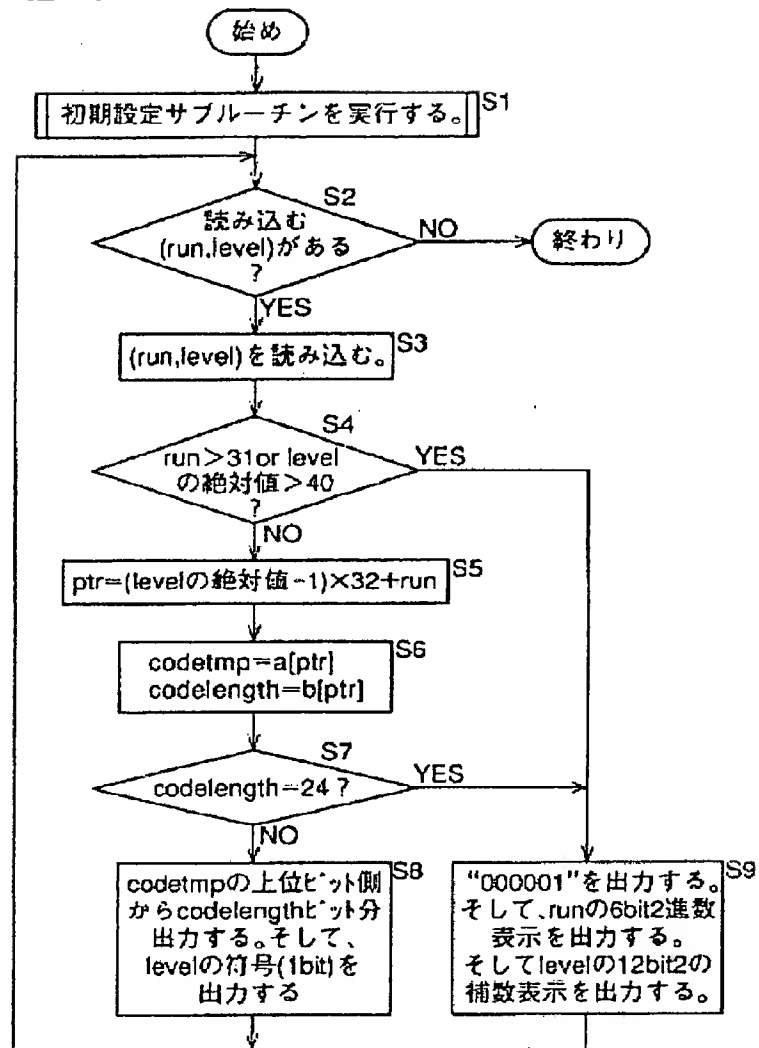 始め
初期設定サブルーチンを実行する。
S1
S2
読み込む
(run.level)がある
?
NO
終わり
YES
(run,level)を読み込む。
S3
S4
run>31or level
の絶対値>40
?
YES
NO
ptr=(levelの絶対値-1)×32+run
S5
codetmp=a[ptr]
codelength=b[ptr]
S6
S7
codelength=24?
YES
NO
codetmpの上位ビット側
からcodelengthビット分
出力する。そして、
levelの符号(1bit)を
出力する
S8
"000001"を出力する。
そして、runの6bit2進数
表示を出力する。
そしてlevelの12bit2の
補数表示を出力する。
S9